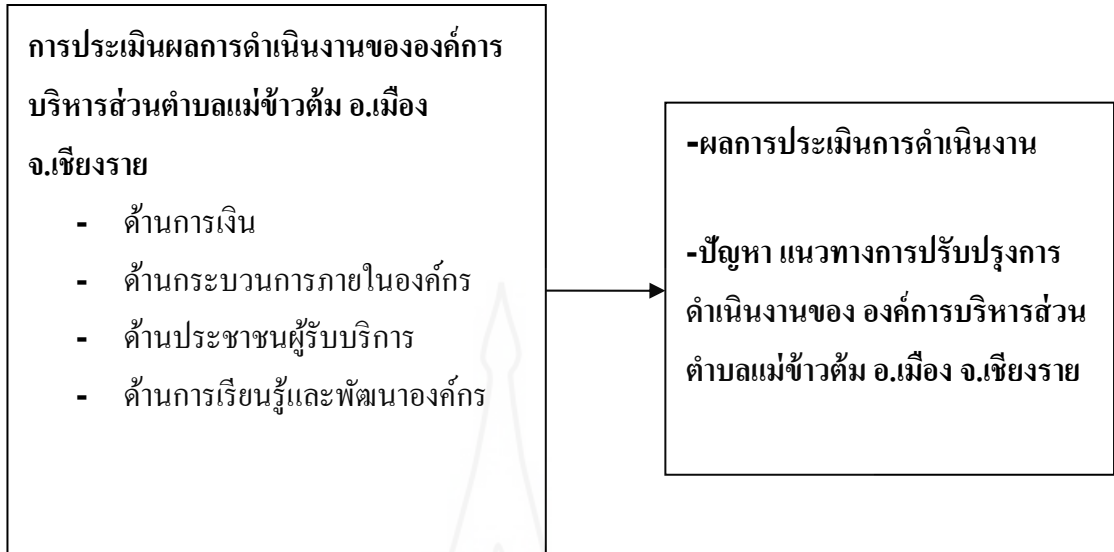 การประเมินผลการดำเนินงานขององค์การ
บริหารส่วนตำบลแม่ข้าวต้ม อ.เมือง
จ.เชียงราย
- ด้านการเงิน
- ด้านกระบวนการภายในองค์กร
- ด้านประชาชนผู้รับบริการ
- ด้านการเรียนรู้และพัฒนาองค์กร
-ผลการประเมินการดำเนินงาน
-ปัญหา แนวทางการปรับปรุงการ
ดำเนินงานของ องค์การบริหารส่วน
ตำบลแม่ข้าวต้ม อ.เมือง จ.เชียงราย